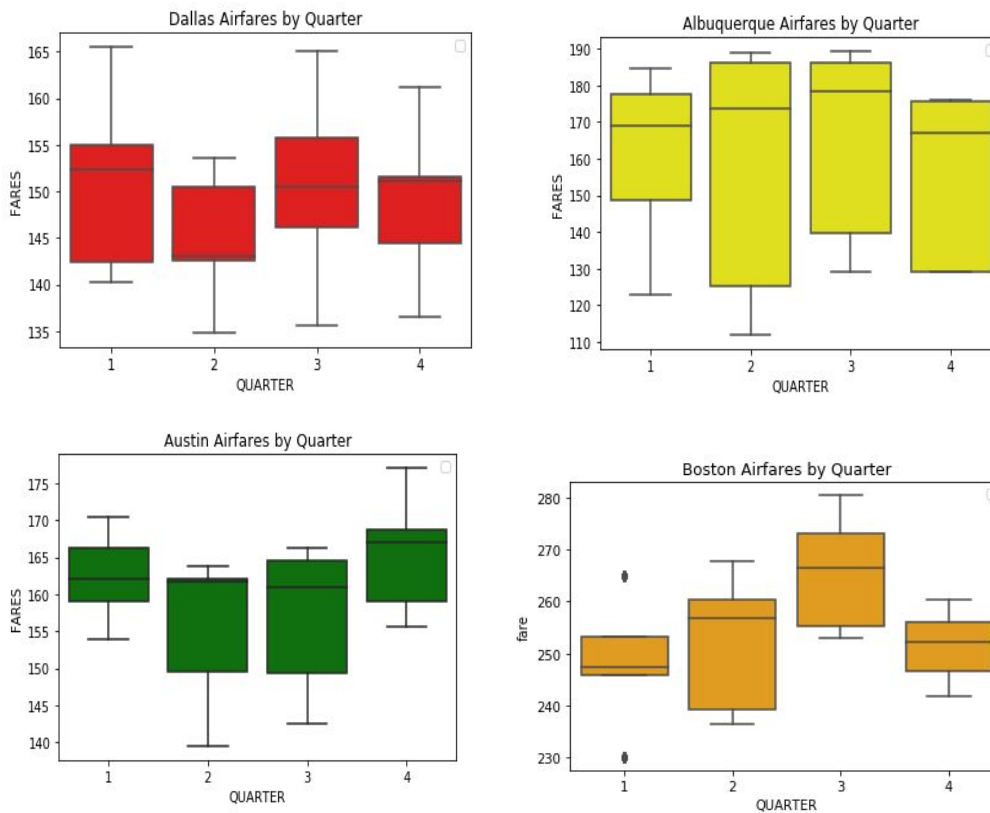 Dallas Airfares by Quarter
165
160
155
150
145
140
135
FARES
1 2 3 4
QUARTER
Albuquerque Airfares by Quarter
190
180
170
160
150
140
130
120
110
FARES
1 2 3 4
QUARTER
Austin Airfares by Quarter
175
170
165
160
155
150
145
140
FARES
1 2 3 4
QUARTER
Boston Airfares by Quarter
280
270
260
250
240
230
fare
1 2 3 4
QUARTER